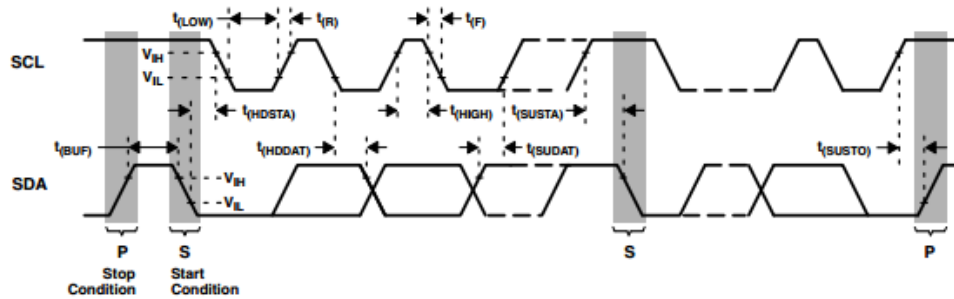 t(LOW)
t(R)
t(F)
SCL
VIH
VIL
t(HDSTA)
t(HIGH)
t(SUSTA)
t(BUF)
t(HDDAT)
t(SUDAT)
t(SUSTO)
SDA
VIH
VIL
P
S
S
P
Stop
Condition
Start
Condition